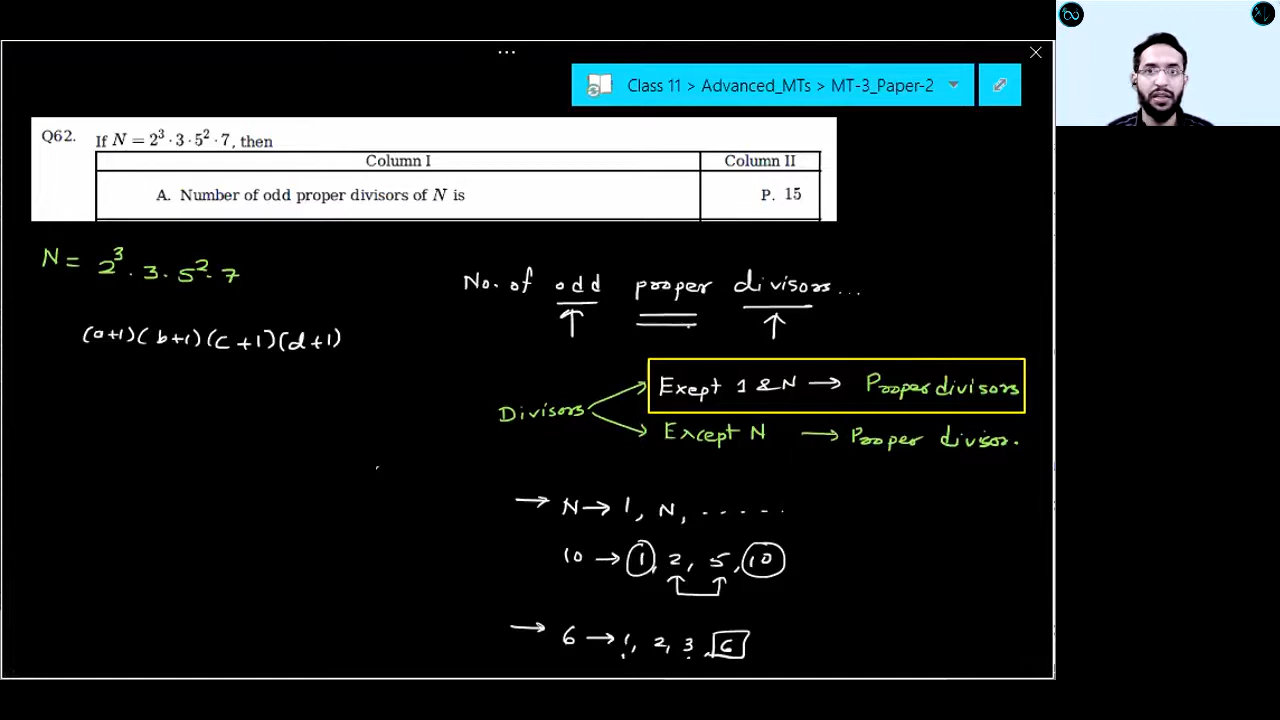 ...
Class 11 > Advanced_MTs > MT-3_Paper-2
Q62. If N = 2³ · 3 · 5² · 7, then
Column I Column II
A. Number of odd proper divisors of N is P. 15
N = 2³ · 3 · 5² · 7
(a+1)(b+1)(c+1)(d+1)
No. of odd proper divisors...
Divisors
Exept 1 & N → Proper divisors
Except N → Proper divisor.
→ N → 1, N, ......
10 → 1, 2, 5, 10
→ 6 → 1, 2, 3, 6